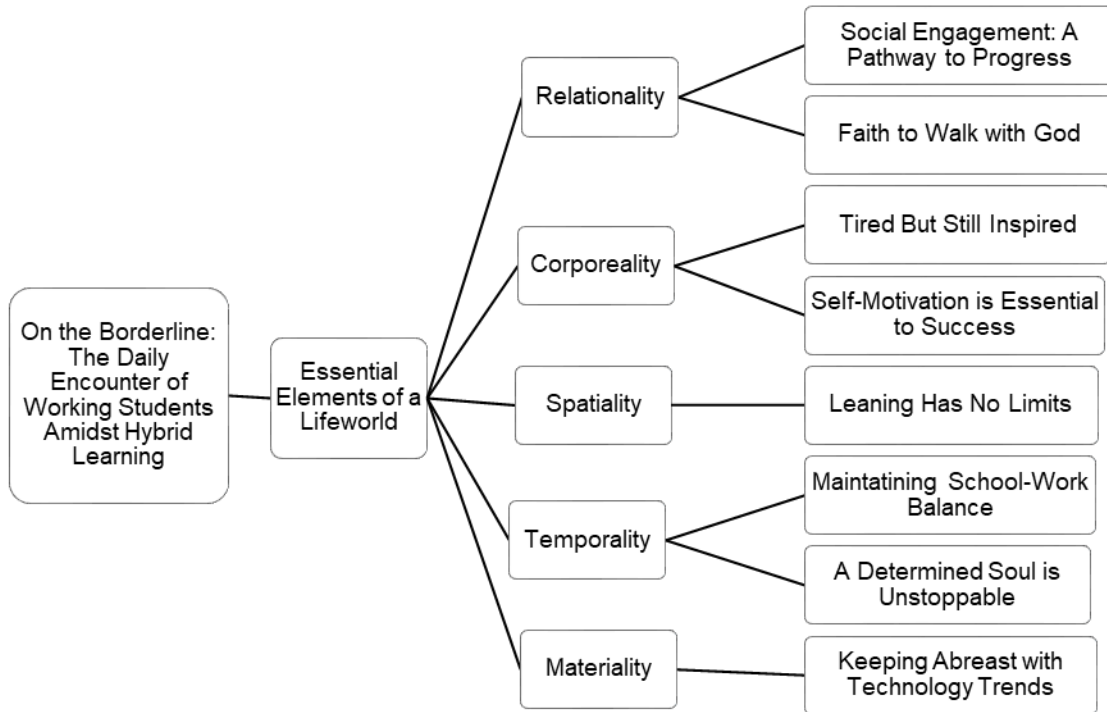 On the Borderline:
The Daily
Encounter of
Working Students
Amidst Hybrid
Learning
Essential
Elements of a
Lifeworld
Relationality
Social Engagement: A
Pathway to Progress
Faith to Walk with God
Corporeality
Tired But Still Inspired
Self-Motivation is Essential
to Success
Spatiality
Leaning Has No Limits
Temporality
Maintatining School-Work
Balance
A Determined Soul is
Unstoppable
Materiality
Keeping Abreast with
Technology Trends